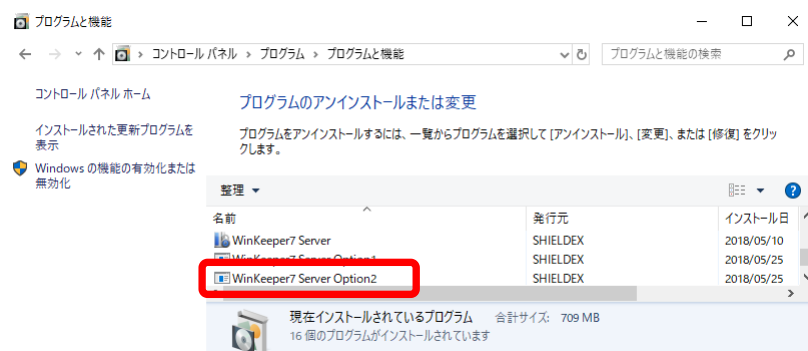 プログラムと機能
コントロール パネル › プログラム › プログラムと機能
プログラムと機能の検索
コントロール パネル ホーム
インストールされた更新プログラムを
表示
Windows の機能の有効化または
無効化
プログラムのアンインストールまたは変更
プログラムをアンインストールするには、一覧からプログラムを選択して [アンインストール]、[変更]、または [修復] をクリッ
クします。
整理
名前 発行元 インストール日
WinKeeper7 Server SHIELDEX 2018/05/10
WinKeeper7 Server Option1 SHIELDEX 2018/05/25
WinKeeper7 Server Option2 SHIELDEX 2018/05/25
現在インストールされているプログラム 合計サイズ: 709 MB
16 個のプログラムがインストールされています